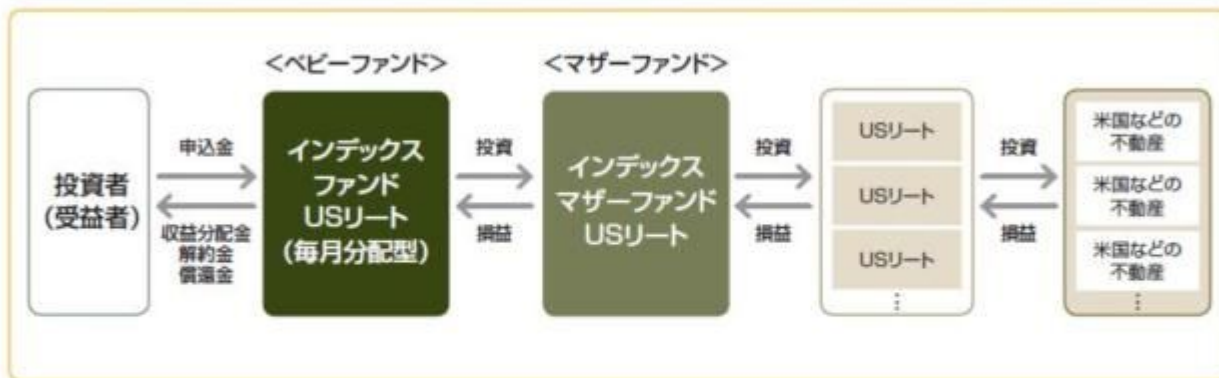 ＜ベビーファンド＞
＜マザーファンド＞
投資者
(受益者)
申込金
収益分配金
解約金
償還金
インデックス
ファンド
USリート
(毎月分配型)
投資
損益
インデックス
マザーファンド
USリート
投資
損益
USリート
USリート
USリート
⋮
投資
損益
米国などの
不動産
米国などの
不動産
米国などの
不動産
⋮